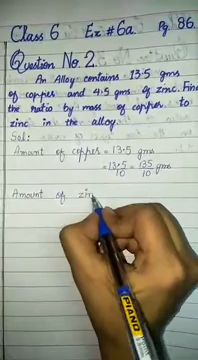 Class 6 Ex # 6a. Pg. 86.
Question No. 2
An Alloy contains 13.5 gms
of copper and 4.5 gms of zinc. Find
the ratio by mass of copper to
zinc in the alloy.
Sol:
Amount of copper = 13.5 gms
= 13.5/10 = 135/10 gms
Amount of zin
PIANO